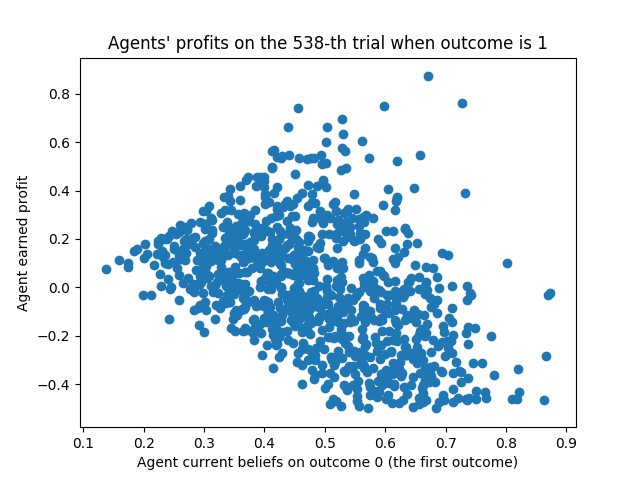 Agents' profits on the 538-th trial when outcome is 1
Agent earned profit
0.8
0.6
0.4
0.2
0.0
−0.2
−0.4
0.1 0.2 0.3 0.4 0.5 0.6 0.7 0.8 0.9
Agent current beliefs on outcome 0 (the first outcome)